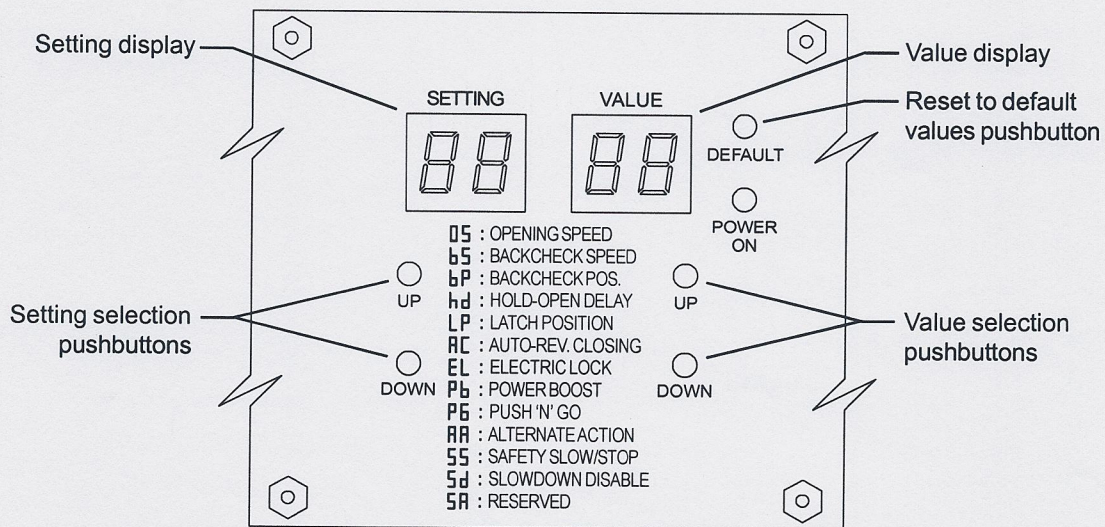 Setting display
Value display
SETTING
VALUE
88
88
Reset to default
values pushbutton
DEFAULT
POWER
ON
OS : OPENING SPEED
bS : BACKCHECK SPEED
bP : BACKCHECK POS.
hd : HOLD-OPEN DELAY
LP : LATCH POSITION
AC : AUTO-REV. CLOSING
EL : ELECTRIC LOCK
Pb : POWER BOOST
PG : PUSH 'N' GO
AA : ALTERNATE ACTION
SS : SAFETY SLOW/STOP
Sd : SLOWDOWN DISABLE
SA : RESERVED
UP
DOWN
UP
DOWN
Setting selection
pushbuttons
Value selection
pushbuttons